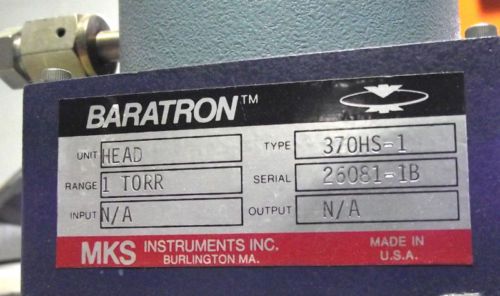 BARATRON™
UNIT HEAD TYPE 370HS-1
RANGE 1 TORR SERIAL 26081-1B
INPUT N/A OUTPUT N/A
MKS INSTRUMENTS INC. MADE IN
BURLINGTON MA. U.S.A.